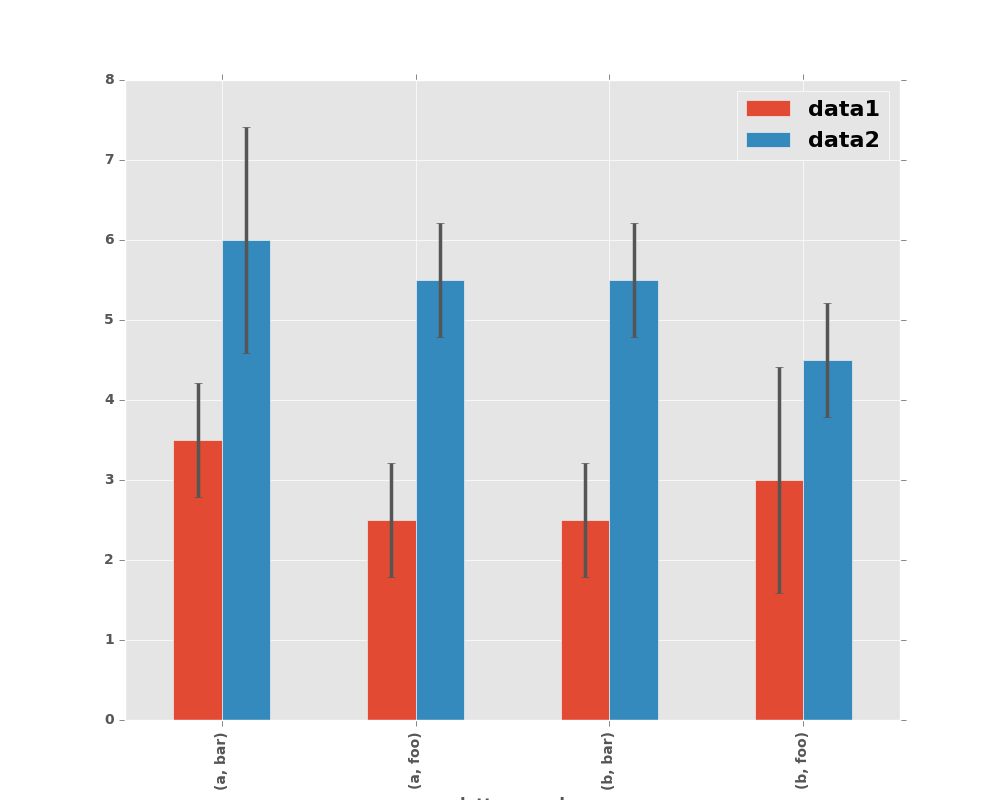 8
7
6
5
4
3
2
1
0
data1
data2
(a, bar)
(a, foo)
(b, bar)
(b, foo)